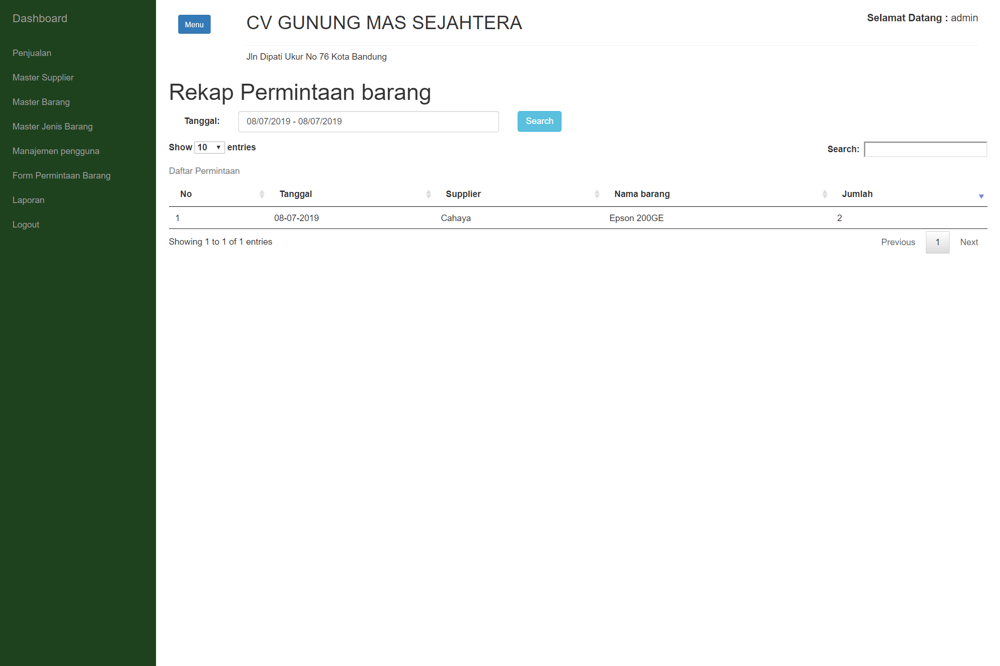 Dashboard
Penjualan
Master Supplier
Master Barang
Master Jenis Barang
Manajemen pengguna
Form Permintaan Barang
Laporan
Logout
Menu
CV GUNUNG MAS SEJAHTERA
Selamat Datang : admin
Jln Dipati Ukur No 76 Kota Bandung
Rekap Permintaan barang
Tanggal: 08/07/2019 - 08/07/2019 Search
Show 10 entries
Search:
Daftar Permintaan
No Tanggal Supplier Nama barang Jumlah
1 08-07-2019 Cahaya Epson 200GE 2
Showing 1 to 1 of 1 entries
Previous 1 Next